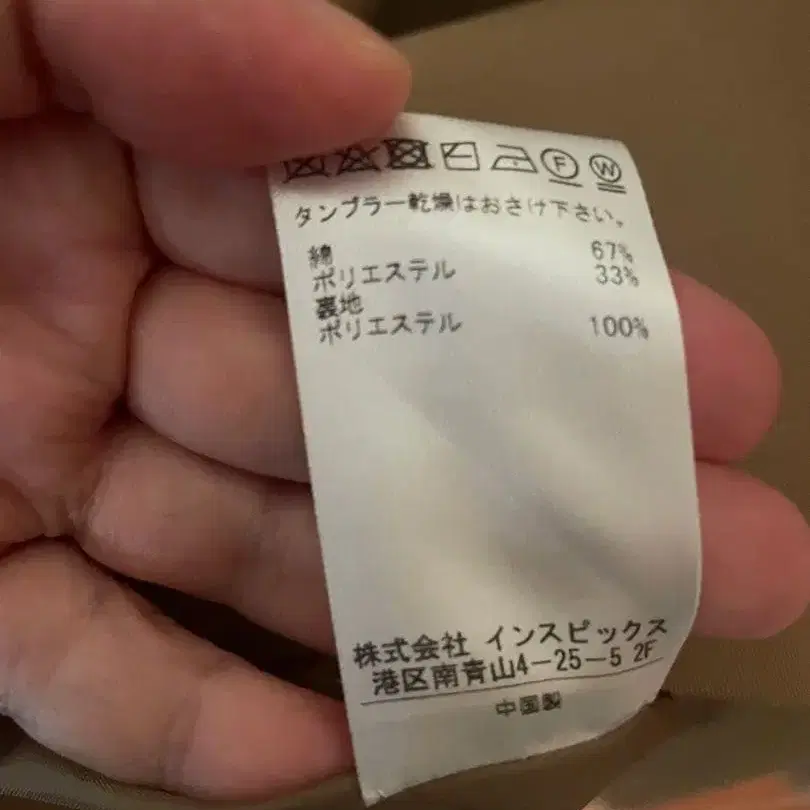 F W
タンブラー乾燥はおさけ下さい。
綿 67%
ポリエステル 33%
裏地
ポリエステル 100%
株式会社 インスピックス
港区南青山4-25-5 2F
中国製